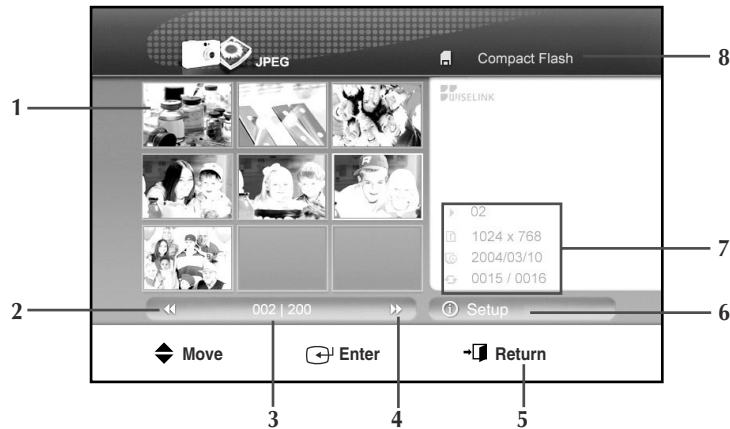 JPEG
Compact Flash
8
1
WISELINK
02
1024 x 768
2004/03/10
0015 / 0016
7
2
002 | 200
Setup
6
Move
Enter
Return
3
4
5